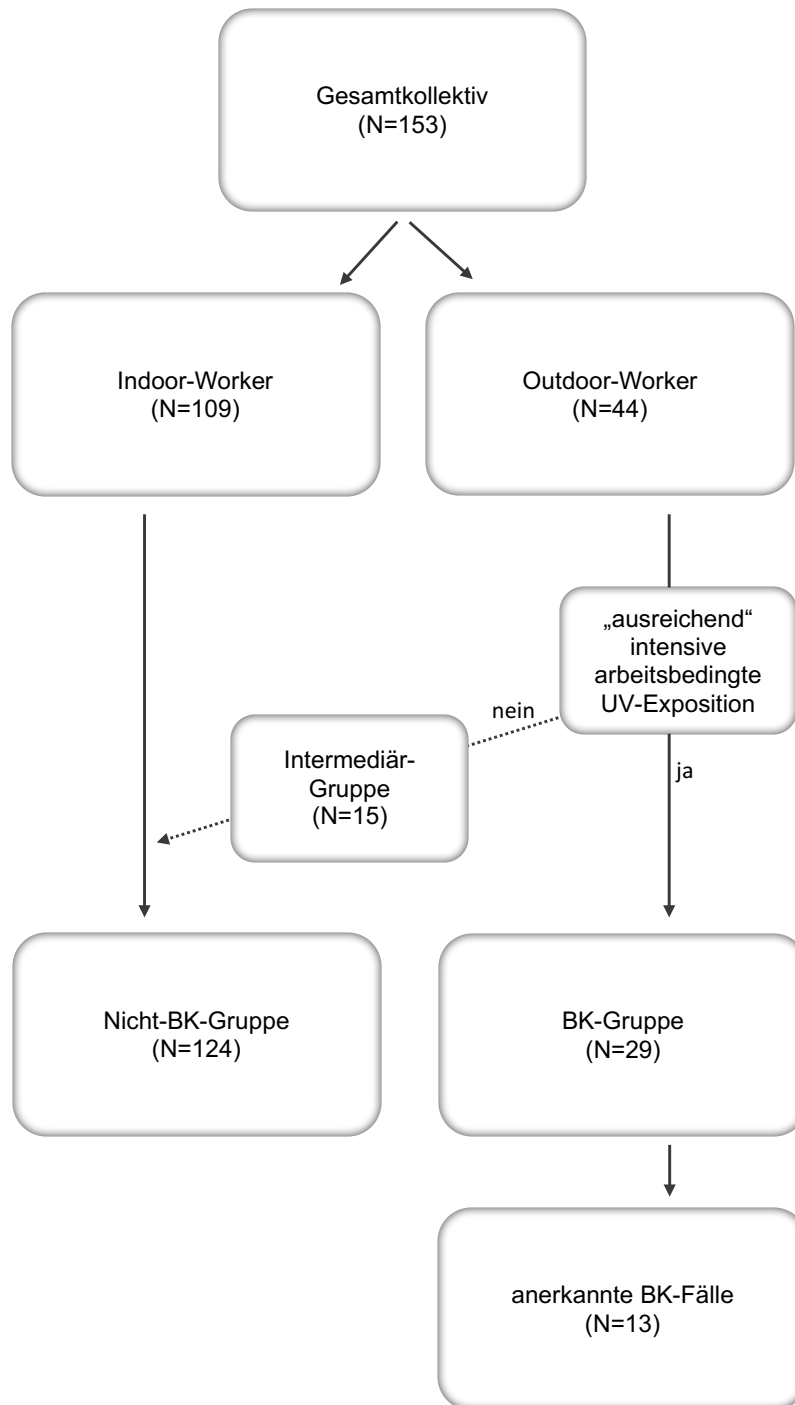 Gesamtkollektiv
(N=153)
Indoor-Worker
(N=109)
Outdoor-Worker
(N=44)
„ausreichend“
intensive
arbeitsbedingte
UV-Exposition
nein
ja
Intermediär-
Gruppe
(N=15)
Nicht-BK-Gruppe
(N=124)
BK-Gruppe
(N=29)
anerkannte BK-Fälle
(N=13)